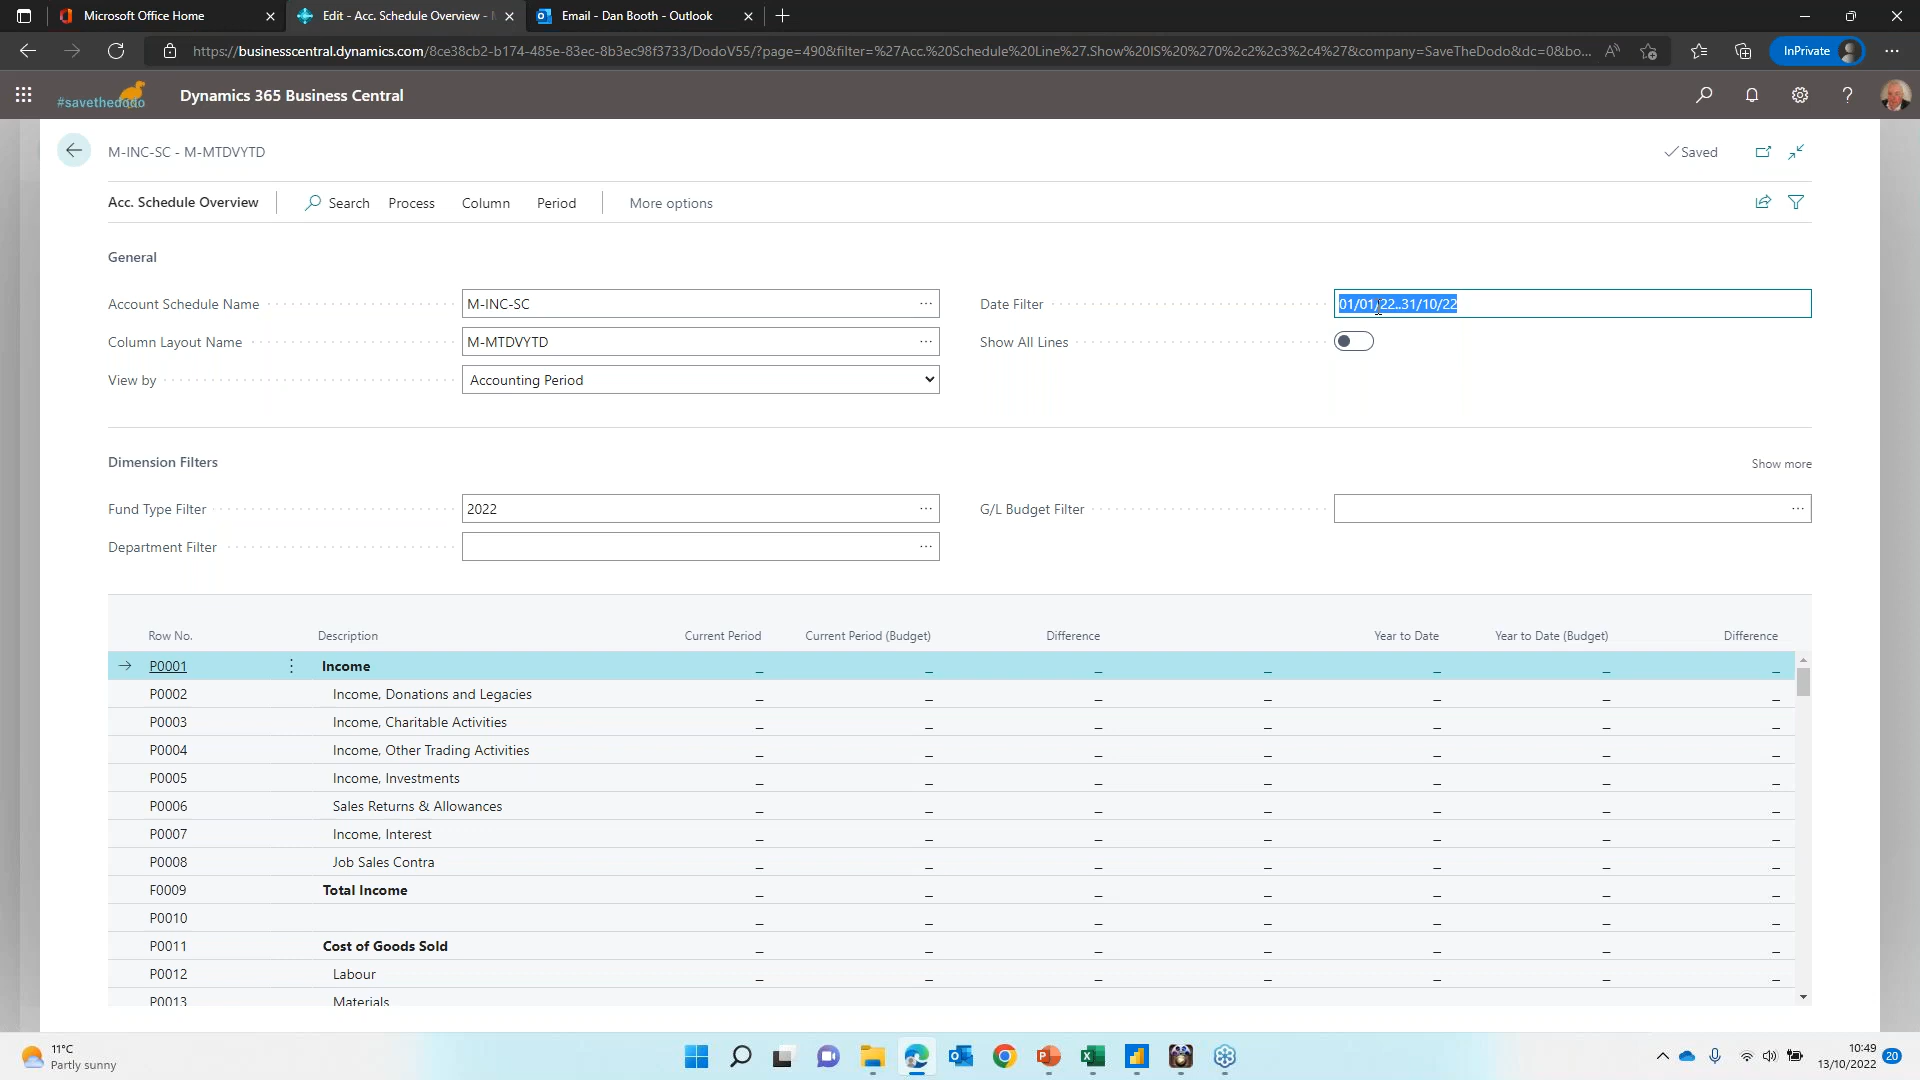 Microsoft Office Home
Edit - Acc. Schedule Overview -
Email - Dan Booth - Outlook
https://businesscentral.dynamics.com/8ce38cb2-b174-485e-83ec-8b3ec98f3733/DodoV55/?page=490&filter=%27Acc.%20Schedule%20Line%27.Show%20IS%20%270%2c2%2c3%2c4%27&company=SaveTheDodo&dc=0&bo...
InPrivate
#savethedodo
Dynamics 365 Business Central
M-INC-SC - M-MTDVYTD
Saved
Acc. Schedule Overview
Search
Process
Column
Period
More options
General
Account Schedule Name
M-INC-SC
Date Filter
01/01/22..31/10/22
Column Layout Name
M-MTDVYTD
Show All Lines
View by
Accounting Period
Dimension Filters
Show more
Fund Type Filter
2022
G/L Budget Filter
Department Filter
Row No. Description Current Period Current Period (Budget) Difference Year to Date Year to Date (Budget) Difference
P0001 Income _ _ _ _ _ _ _
P0002 Income, Donations and Legacies _ _ _ _ _ _ _
P0003 Income, Charitable Activities _ _ _ _ _ _ _
P0004 Income, Other Trading Activities _ _ _ _ _ _ _
P0005 Income, Investments _ _ _ _ _ _ _
P0006 Sales Returns & Allowances _ _ _ _ _ _ _
P0007 Income, Interest _ _ _ _ _ _ _
P0008 Job Sales Contra _ _ _ _ _ _ _
F0009 Total Income _ _ _ _ _ _ _
P0010 _ _ _ _ _ _ _
P0011 Cost of Goods Sold _ _ _ _ _ _ _
P0012 Labour _ _ _ _ _ _ _
P0013 Materials
11°C
Partly sunny
10:49
13/10/2022
20